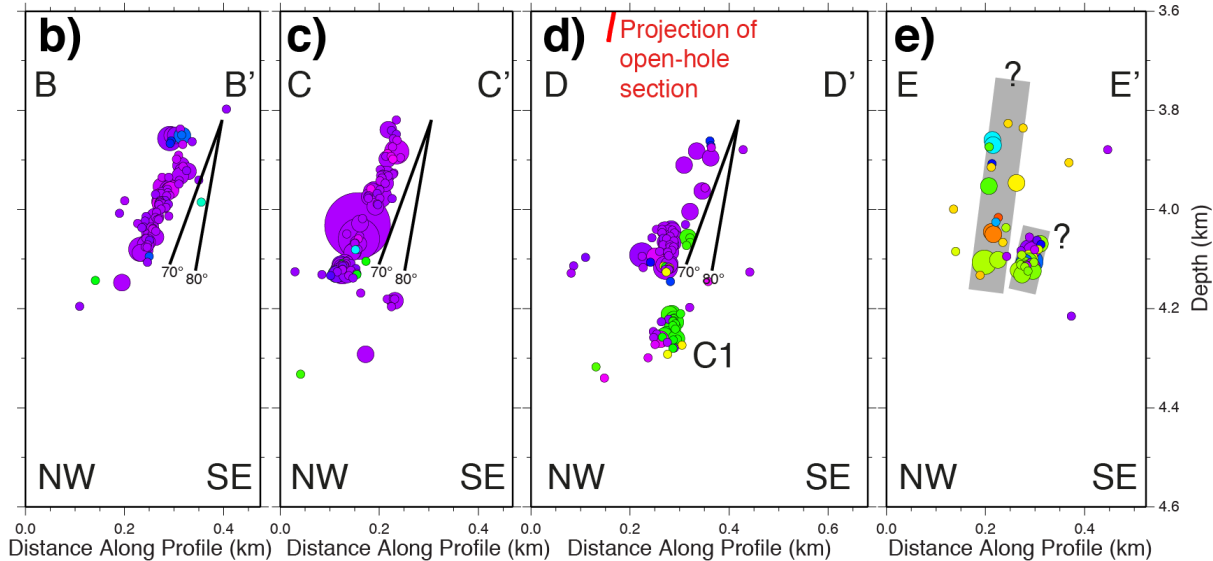 b)
B
B’
70°
80°
NW
SE
0.0
0.2
0.4
Distance Along Profile (km)
c)
C
C’
70°
80°
NW
SE
0.0
0.2
0.4
Distance Along Profile (km)
d)
Projection of
open-hole
section
D
D’
70°
80°
C1
NW
SE
0.0
0.2
0.4
0.6
Distance Along Profile (km)
e)
?
E
E’
?
NW
SE
0.0
0.2
0.4
Distance Along Profile (km)
3.6
3.8
4.0
4.2
4.4
4.6
Depth (km)